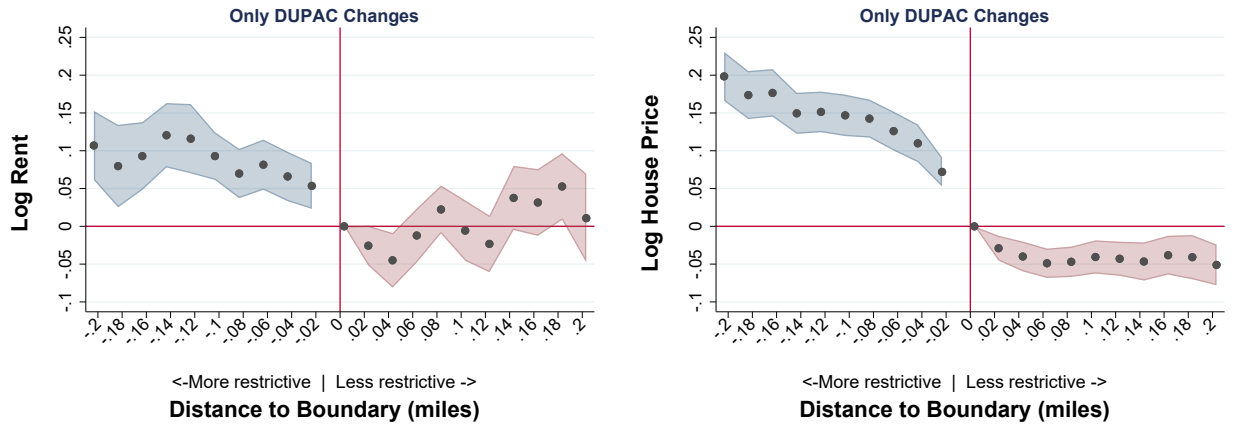 Only DUPAC Changes
Log Rent
.25
.2
.15
.1
.05
0
-.05
-.1
-.2 -.18 -.16 -.14 -.12 -.1 -.08 -.06 -.04 -.02 0 .02 .04 .06 .08 .1 .12 .14 .16 .18 .2
<-More restrictive | Less restrictive ->
Distance to Boundary (miles)
Only DUPAC Changes
Log House Price
.25
.2
.15
.1
.05
0
-.05
-.1
-.2 -.18 -.16 -.14 -.12 -.1 -.08 -.06 -.04 -.02 0 .02 .04 .06 .08 .1 .12 .14 .16 .18 .2
<-More restrictive | Less restrictive ->
Distance to Boundary (miles)